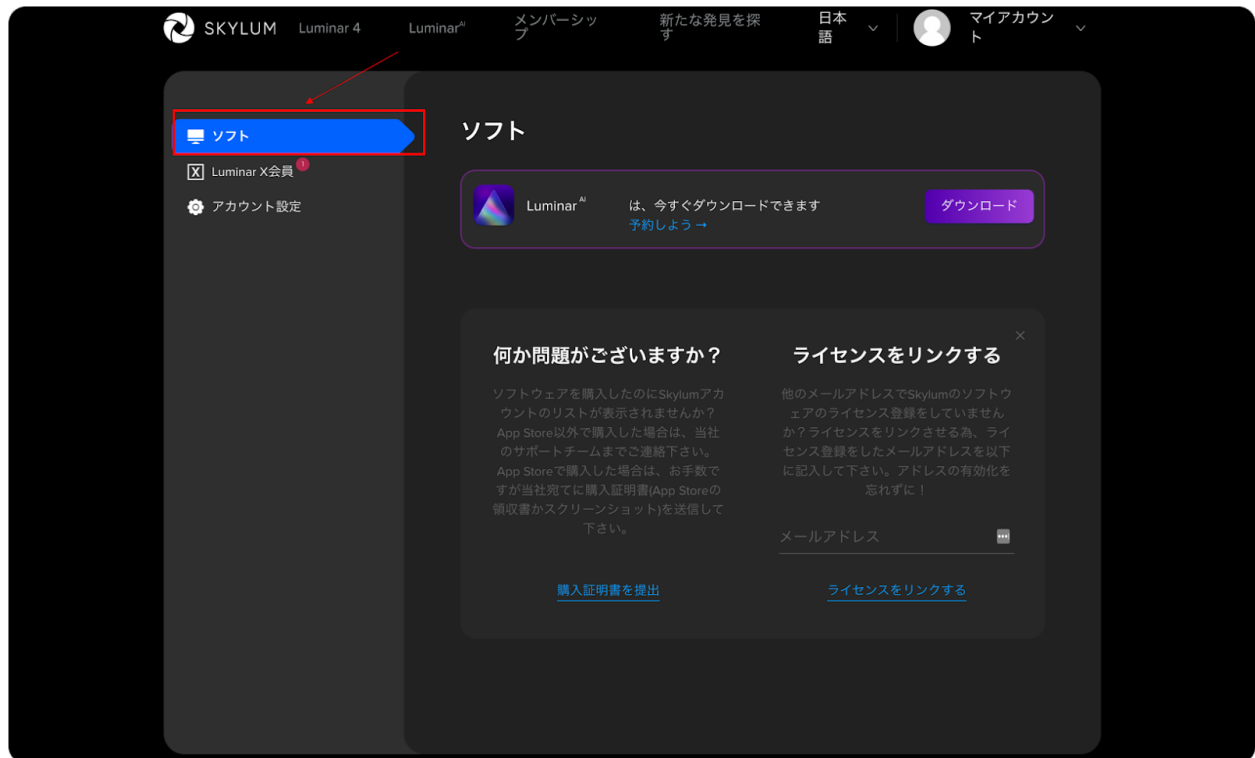 SKYLUM
Luminar 4
Luminar AI
メンバーシッ
プ
新たな発見を探
す
日本
語
マイアカウン
ト
ソフト
Luminar X会員
1
アカウント設定
ソフト
Luminar AI
は、今すぐダウンロードできます
予約しよう →
ダウンロード
何か問題がございますか？
ソフトウェアを購入したのにSkylumアカ
ウントのリストが表示されませんか？
App Store以外で購入した場合は、当社
のサポートチームまでご連絡下さい。
App Storeで購入した場合は、お手数で
すが当社宛てに購入証明書(App Storeの
領収書かスクリーンショット)を送信して
下さい。
購入証明書を提出
ライセンスをリンクする
他のメールアドレスでSkylumのソフトウ
ェアのライセンス登録をしていません
か？ライセンスをリンクさせる為、ライ
センス登録をしたメールアドレスを以下
に記入して下さい。アドレスの有効化を
忘れずに！
メールアドレス
ライセンスをリンクする